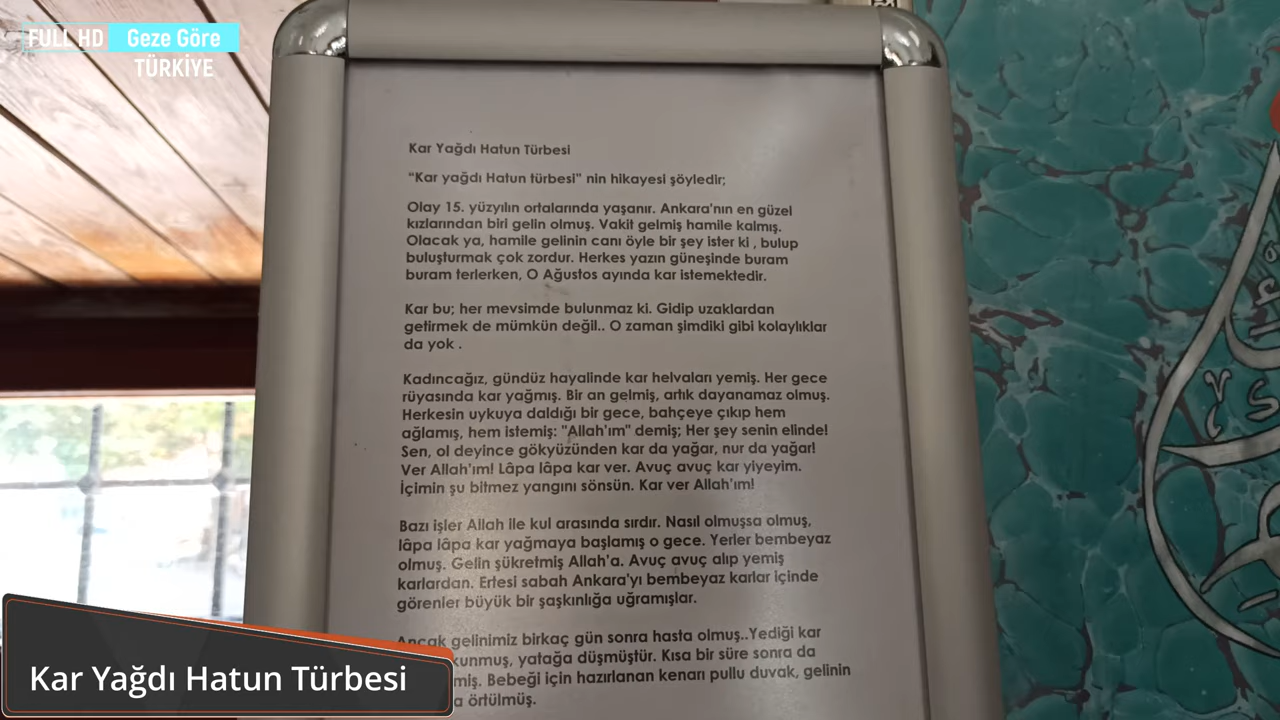 FULL HD Geze Göre
TÜRKİYE
Kar Yağdı Hatun Türbesi
"Kar yağdı Hatun türbesi" nin hikayesi şöyledir;
Olay 15. yüzyılın ortalarında yaşanır. Ankara'nın en güzel
kızlarından biri gelin olmuş. Vakit gelmiş hamile kalmış.
Olacak ya, hamile gelinin canı öyle bir şey ister ki , bulup
buluşturmak çok zordur. Herkes yazın güneşinde buram
buram terlerken, O Ağustos ayında kar istemektedir.
Kar bu; her mevsimde bulunmaz ki. Gidip uzaklardan
getirmek de mümkün değil.. O zaman şimdiki gibi kolaylıklar
da yok .
Kadıncağız, gündüz hayalinde kar helvaları yemiş. Her gece
rüyasında kar yağmış. Bir an gelmiş, artık dayanamaz olmuş.
Herkesin uykuya daldığı bir gece, bahçeye çıkıp hem
ağlamış, hem istemiş: "Allah'ım" demiş; Her şey senin elinde!
Sen, ol deyince gökyüzünden kar da yağar, nur da yağar!
Ver Allah'ım! Lâpa lâpa kar ver. Avuç avuç kar yiyeyim.
İçimin şu bitmez yangını sönsün. Kar ver Allah'ım!
Bazı işler Allah ile kul arasında sırdır. Nasıl olmuşsa olmuş,
lâpa lâpa kar yağmaya başlamış o gece. Yerler bembeyaz
olmuş. Gelin şükretmiş Allah'a. Avuç avuç alıp yemiş
karlardan. Ertesi sabah Ankara'yı bembeyaz karlar içinde
görenler büyük bir şaşkınlığa uğramışlar.
Ancak gelinimiz birkaç gün sonra hasta olmuş..Yediği kar
kunmuş, yatağa düşmüştür. Kısa bir süre sonra da
miş. Bebeği için hazırlanan kenarı pullu duvak, gelinin
a örtülmüş.
Kar Yağdı Hatun Türbesi